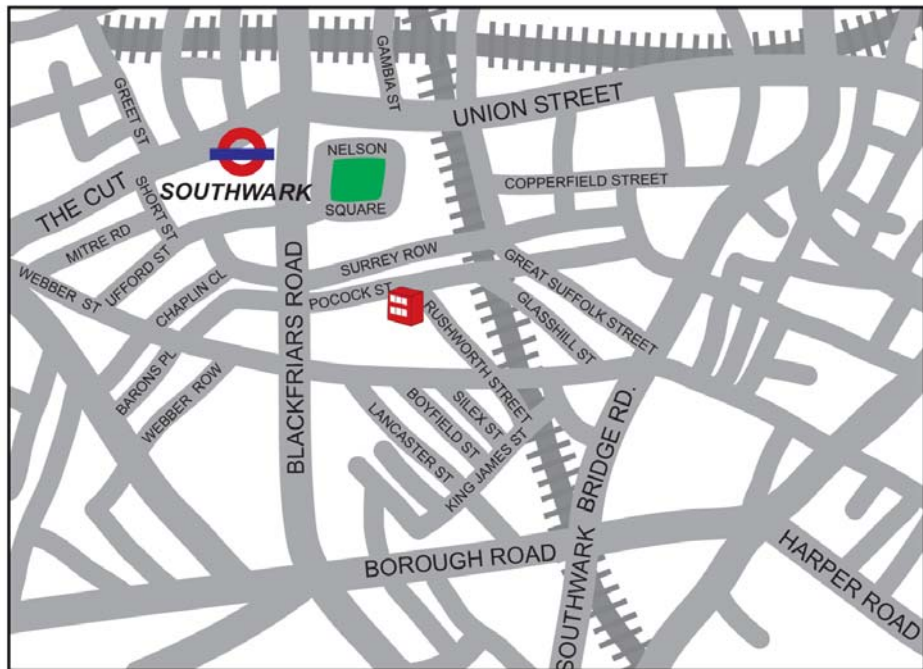 GREET ST
GAMBIA ST
UNION STREET
NELSON
SQUARE
THE CUT
SOUTHWARK
SHORT ST
COPPERFIELD STREET
MITRE RD
UFFORD ST
WEBBER ST
CHAPLIN CL
SURREY ROW
POCOCK ST
BLACKFRIARS ROAD
GREAT SUFFOLK STREET
GLASSHILL ST
RUSHWORTH STREET
BARONS PL
WEBBER ROW
LANCASTER ST
BOYFIELD ST
SILEX ST
KING JAMES ST
SOUTHWARK BRIDGE RD.
BOROUGH ROAD
HARPER ROAD